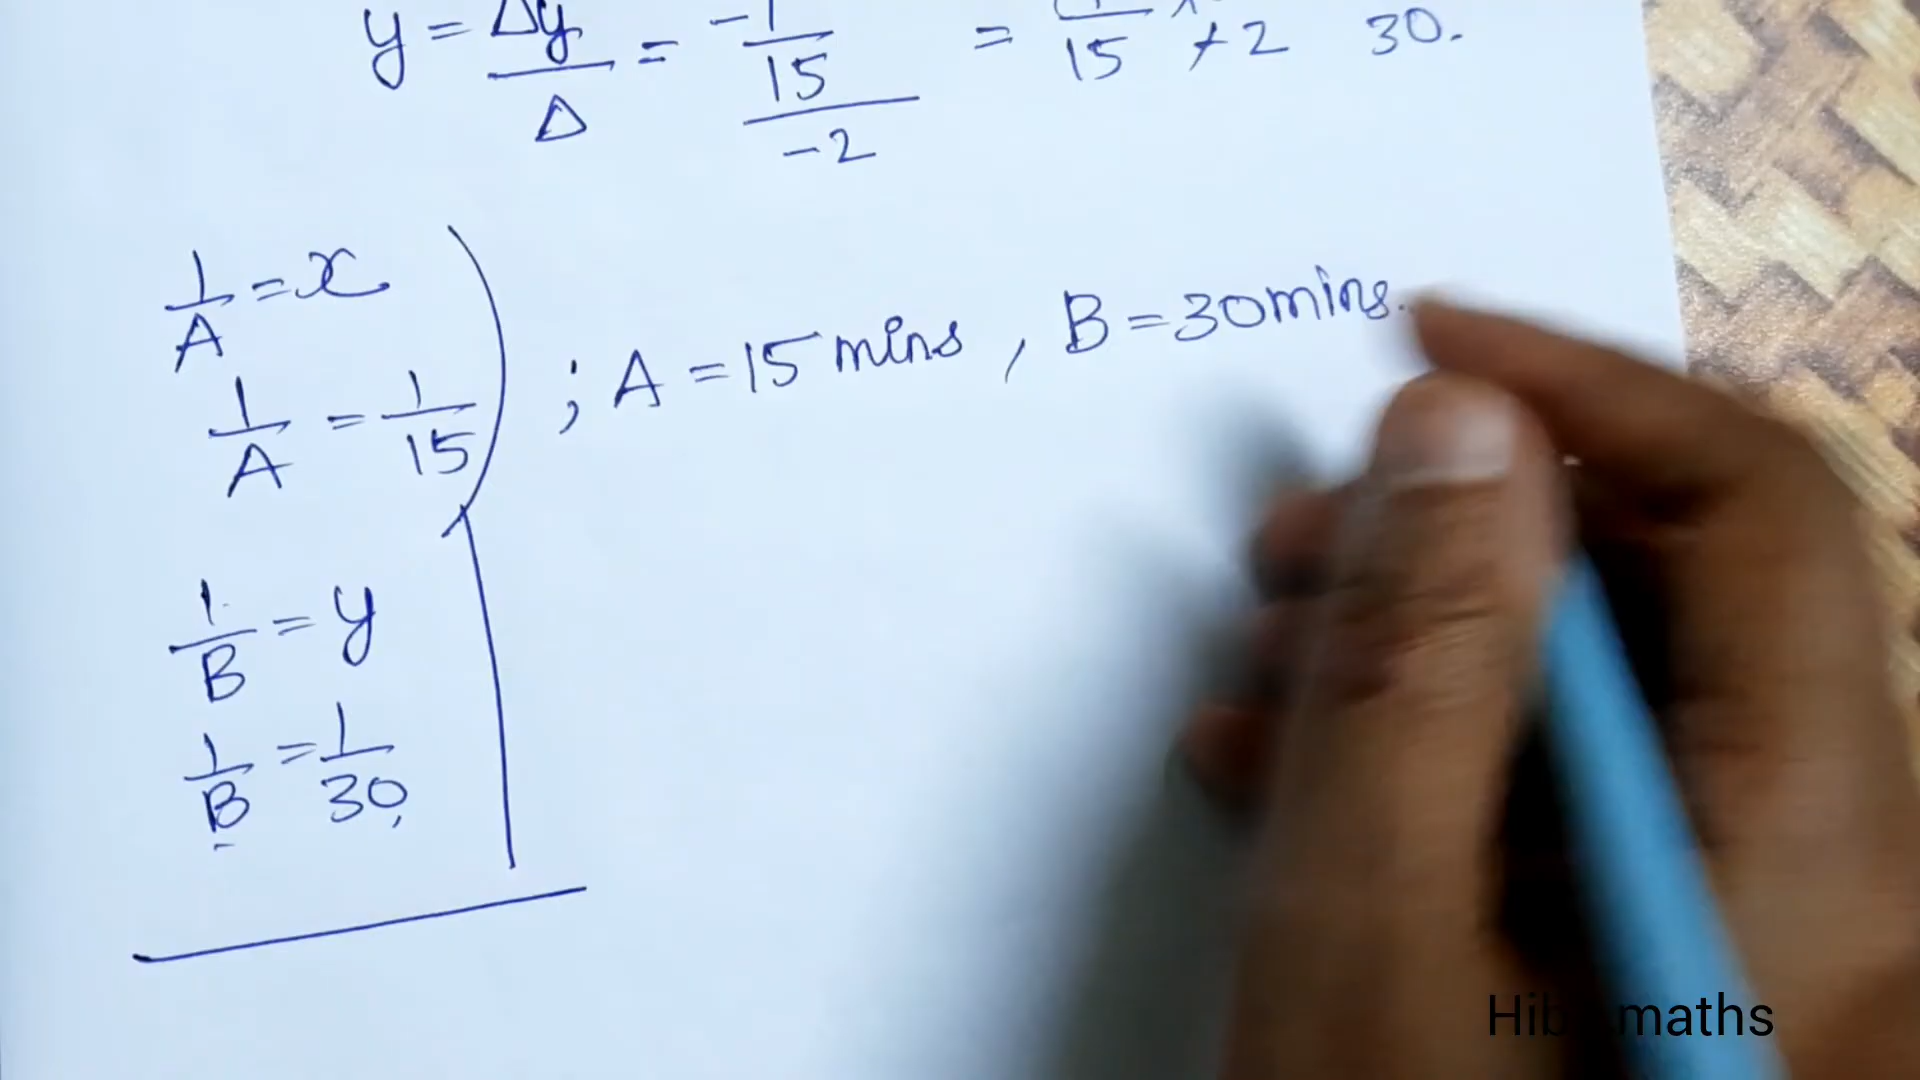 y = Δy/Δ = -1/15/-2 = 1/15 × +2 30.
1/A = x
1/A = 1/15 ; A = 15 mins , B = 30 mins.
1/B = y
1/B = 1/30,
maths